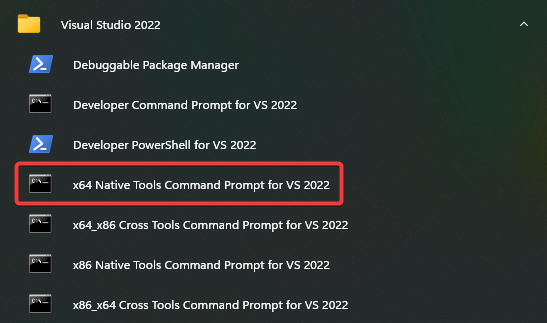 Visual Studio 2022
Debuggable Package Manager
Developer Command Prompt for VS 2022
Developer PowerShell for VS 2022
x64 Native Tools Command Prompt for VS 2022
x64_x86 Cross Tools Command Prompt for VS 2022
x86 Native Tools Command Prompt for VS 2022
x86_x64 Cross Tools Command Prompt for VS 2022